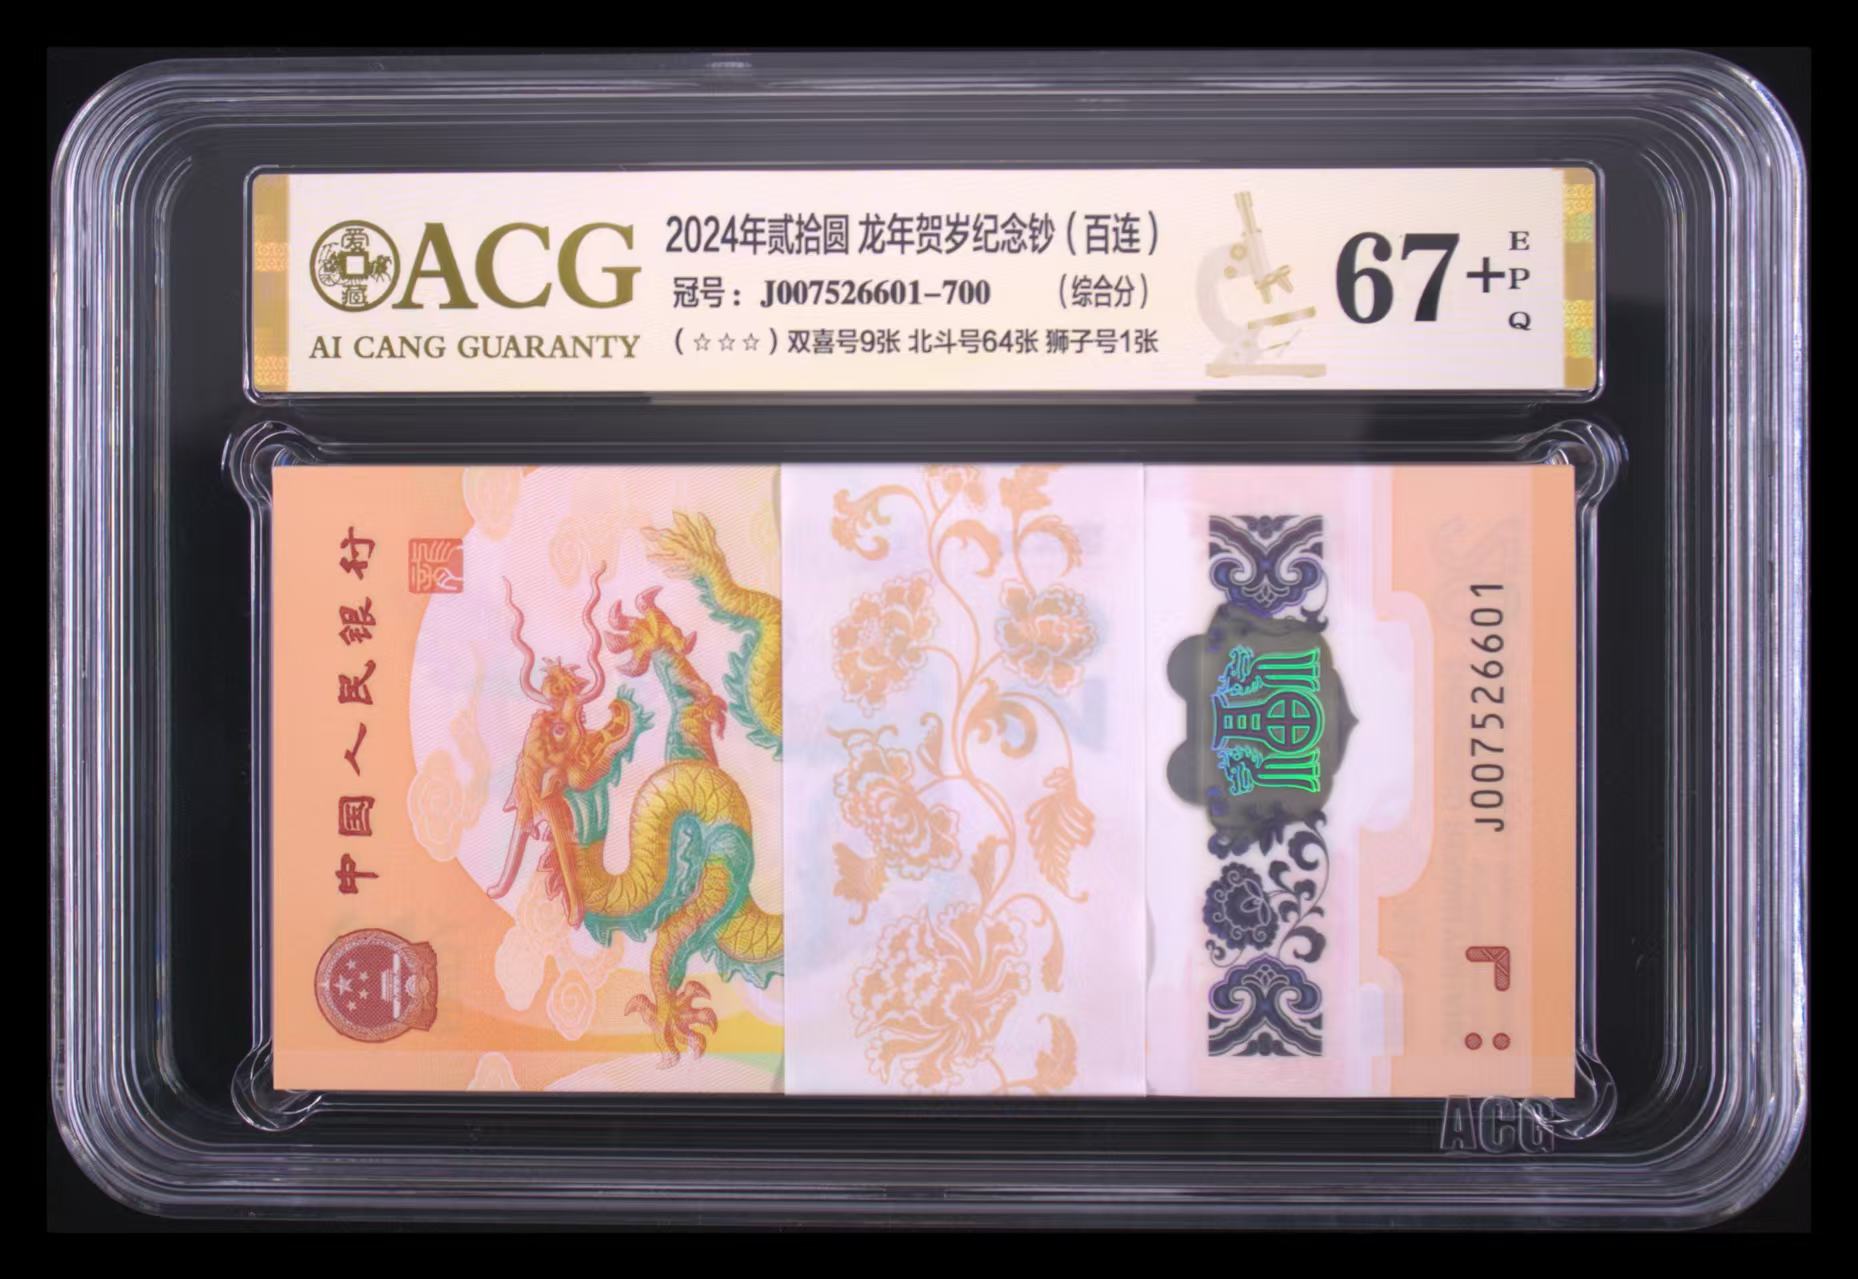 ACG
AI CANG GUARANTY
2024年贰拾圆 龙年贺岁纪念钞（百连）
冠号：J007526601-700 （综合分）
（☆☆☆）双喜号9张 北斗号64张 狮子号1张
67+
EPQ
中国人民银行
J007526601
ACG